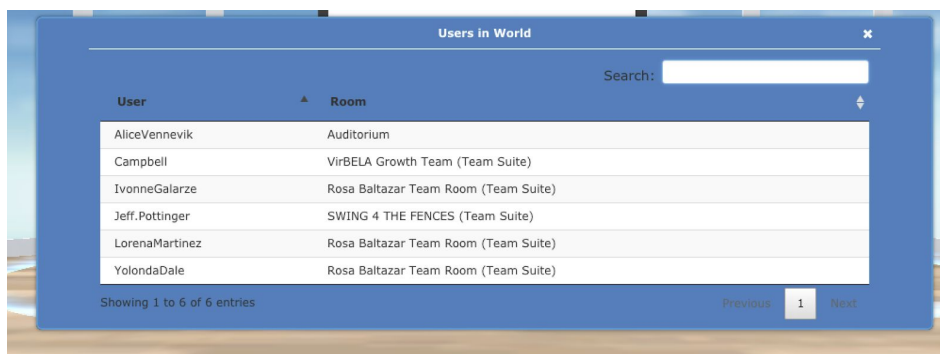 Users in World
Search:
User Room
AliceVennevik Auditorium
Campbell VirBELA Growth Team (Team Suite)
IvonneGalarze Rosa Baltazar Team Room (Team Suite)
Jeff.Pottinger SWING 4 THE FENCES (Team Suite)
LorenaMartinez Rosa Baltazar Team Room (Team Suite)
YolondaDale Rosa Baltazar Team Room (Team Suite)
Showing 1 to 6 of 6 entries Previous 1 Next